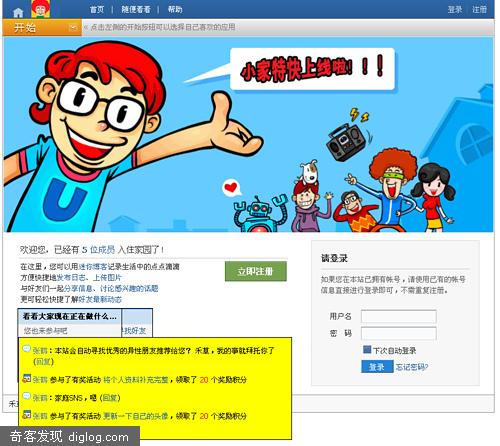 首页 | 随便看看 | 帮助
登录 | 注册
开始
« 点击左侧的开始按钮可以选择自己喜欢的应用
小家特快上线啦！！！
U
欢迎您，已经有 5 位成员 入住家园了！
在这里，您可以用迷你博客记录生活中的点点滴滴
方便快捷地发布日志、上传图片
与好友们一起分享信息、讨论感兴趣的话题
更可轻松快捷了解好友最新动态
立即注册
请登录
如果您在本站已拥有帐号，请使用已有的帐号
信息直接进行登录即可，不需重复注册。
用户名
密 码
下次自动登录
登录 忘记密码?
看看大家现在正在做什么...
您也来参与吧
寻找好友
张鹤：本站会自动寻找优秀的异性朋友推荐给您? 禾草，我的事就拜托你了
(回复)
张鹤 参与了有奖活动 将个人资料补充完整，领取了 20 个奖励积分
张鹤：家庭SNS，嗯 (回复)
张鹤 参与了有奖活动 更新一下自己的头像，领取了 20 个奖励积分
奇客发现 diglog.com